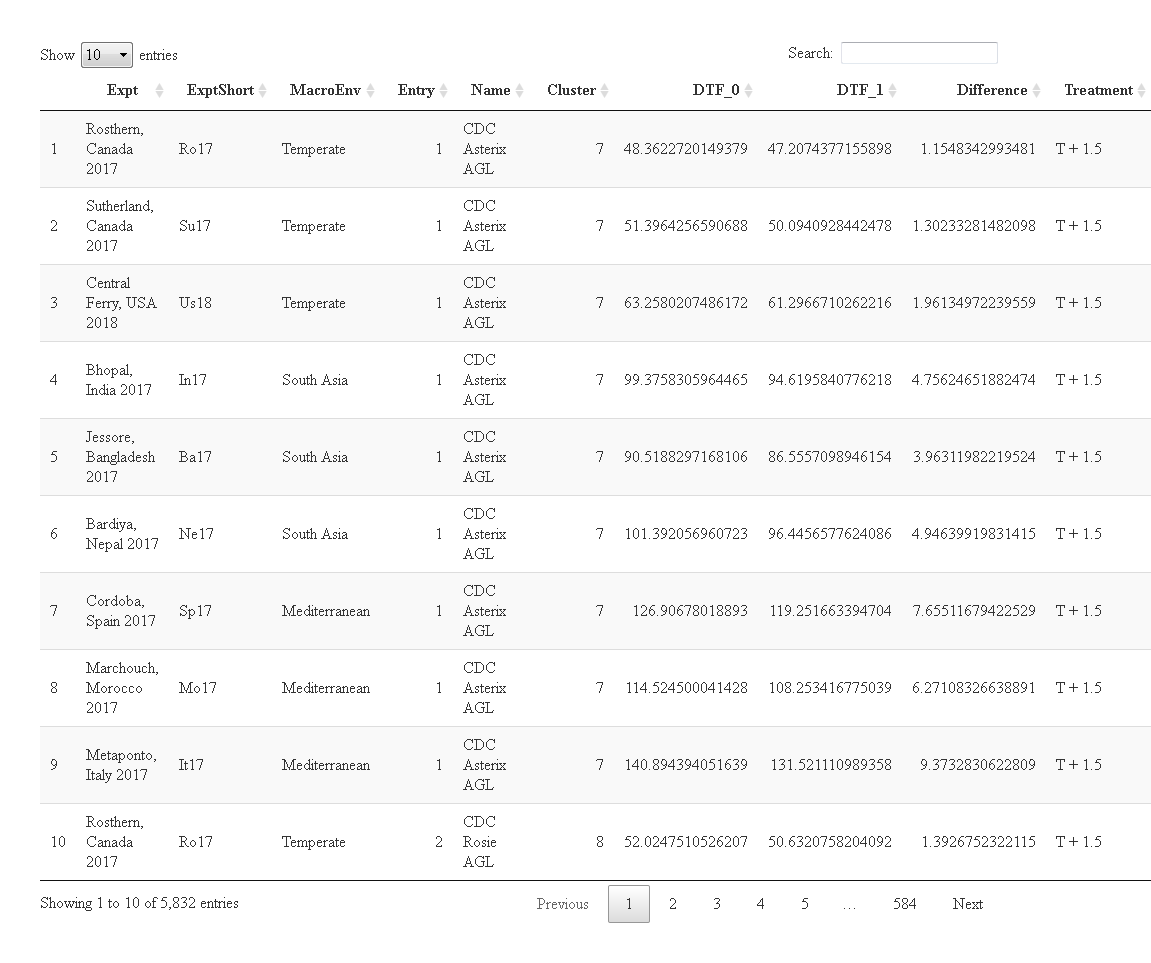 Show 10 entries Search:
Expt ExptShort MacroEnv Entry Name Cluster DTF_0 DTF_1 Difference Treatment
Rosthern, CDC
1 Canada Ro17 Temperate 1 Asterix 7 48.3622720149379 47.2074377155898 1.1548342993481 T + 1.5
2017 AGL
Sutherland, CDC
2 Canada Su17 Temperate 1 Asterix 7 51.3964256590688 50.0940928442478 1.30233281482098 T + 1.5
2017 AGL
Central CDC
3 Ferry, USA Us18 Temperate 1 Asterix 7 63.2580207486172 61.2966710262216 1.96134972239559 T + 1.5
2018 AGL
Bhopal, CDC
4 India 2017 In17 South Asia 1 Asterix 7 99.3758305964465 94.6195840776218 4.75624651882474 T + 1.5
AGL
Jessore, CDC
5 Bangladesh Ba17 South Asia 1 Asterix 7 90.5188297168106 86.5557098946154 3.96311982219524 T + 1.5
2017 AGL
Bardiya, CDC
6 Nepal 2017 Ne17 South Asia 1 Asterix 7 101.392056960723 96.4456577624086 4.94639919831415 T + 1.5
AGL
Cordoba, CDC
7 Spain 2017 Sp17 Mediterranean 1 Asterix 7 126.90678018893 119.251663394704 7.65511679422529 T + 1.5
AGL
Marchouch, CDC
8 Morocco Mo17 Mediterranean 1 Asterix 7 114.524500041428 108.253416775039 6.27108326638891 T + 1.5
2017 AGL
Metaponto, CDC
9 Italy 2017 It17 Mediterranean 1 Asterix 7 140.894394051639 131.521110989358 9.3732830622809 T + 1.5
AGL
Rosthern, CDC
10 Canada Ro17 Temperate 2 Rosie 8 52.0247510526207 50.6320758204092 1.3926752322115 T + 1.5
2017 AGL
Showing 1 to 10 of 5,832 entries Previous 1 2 3 4 5 … 584 Next